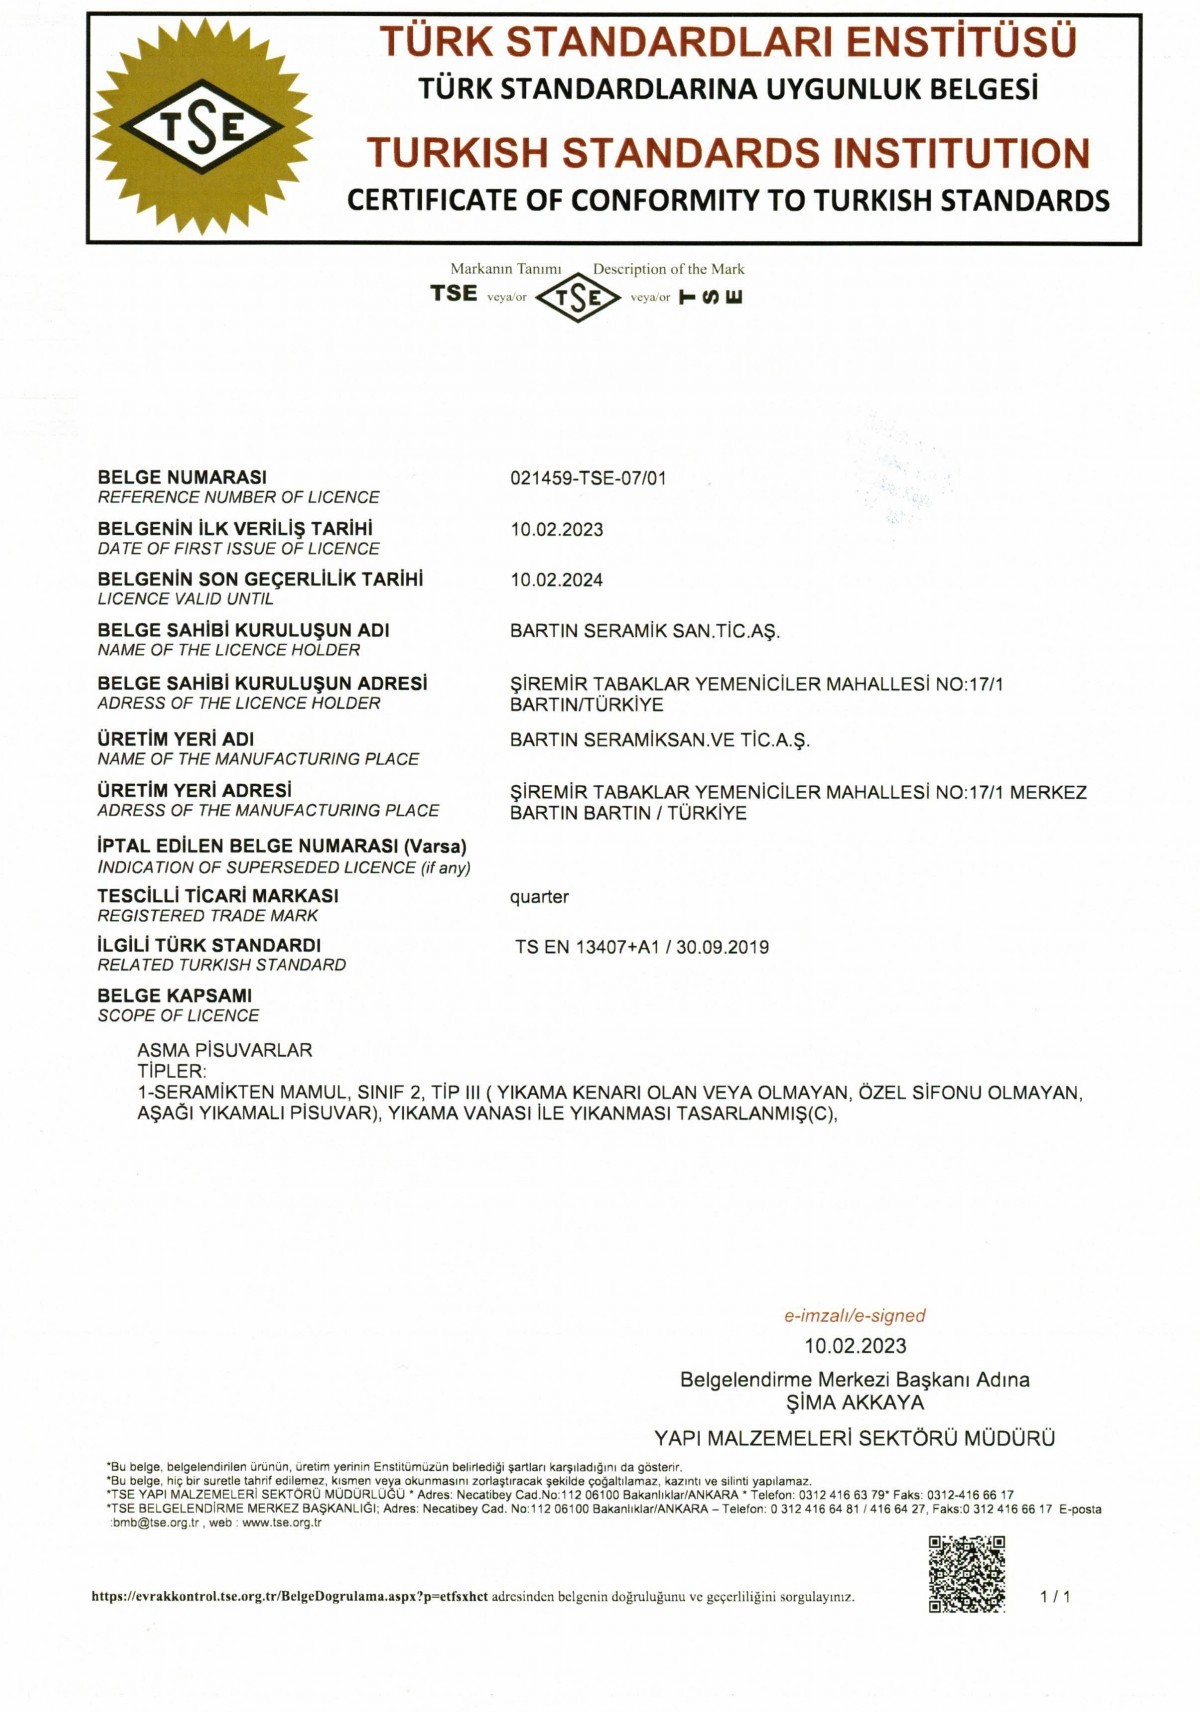 TÜRK STANDARDLARI ENSTİTÜSÜ
TÜRK STANDARDLARINA UYGUNLUK BELGESİ
TURKISH STANDARDS INSTITUTION
CERTIFICATE OF CONFORMITY TO TURKISH STANDARDS
TSE
Markanın Tanımı Description of the Mark
TSE veya/or TSE veya/or T S E
BELGE NUMARASI 021459-TSE-07/01
REFERENCE NUMBER OF LICENCE
BELGENİN İLK VERİLİŞ TARİHİ 10.02.2023
DATE OF FIRST ISSUE OF LICENCE
BELGENİN SON GEÇERLİLİK TARİHİ 10.02.2024
LICENCE VALID UNTIL
BELGE SAHİBİ KURULUŞUN ADI BARTIN SERAMİK SAN.TİC.AŞ.
NAME OF THE LICENCE HOLDER
BELGE SAHİBİ KURULUŞUN ADRESİ ŞİREMİR TABAKLAR YEMENİCİLER MAHALLESİ NO:17/1
ADRESS OF THE LICENCE HOLDER BARTIN/TÜRKİYE
ÜRETİM YERİ ADI BARTIN SERAMİKSAN.VE TİC.A.Ş.
NAME OF THE MANUFACTURING PLACE
ÜRETİM YERİ ADRESİ ŞİREMİR TABAKLAR YEMENİCİLER MAHALLESİ NO:17/1 MERKEZ
ADRESS OF THE MANUFACTURING PLACE BARTIN BARTIN / TÜRKİYE
İPTAL EDİLEN BELGE NUMARASI (Varsa)
INDICATION OF SUPERSEDED LICENCE (if any)
TESCİLLİ TİCARİ MARKASI quarter
REGISTERED TRADE MARK
İLGİLİ TÜRK STANDARDI TS EN 13407+A1 / 30.09.2019
RELATED TURKISH STANDARD
BELGE KAPSAMI
SCOPE OF LICENCE
ASMA PİSUVARLAR
TİPLER:
1-SERAMİKTEN MAMUL, SINIF 2, TİP III ( YIKAMA KENARI OLAN VEYA OLMAYAN, ÖZEL SİFONU OLMAYAN,
AŞAĞI YIKAMALI PİSUVAR), YIKAMA VANASI İLE YIKANMASI TASARLANMIŞ(C),
e-imzalı/e-signed
10.02.2023
Belgelendirme Merkezi Başkanı Adına
ŞİMA AKKAYA
YAPI MALZEMELERİ SEKTÖRÜ MÜDÜRÜ
*Bu belge, belgelendirilen ürünün, üretim yerinin Enstitümüzün belirlediği şartları karşıladığını da gösterir.
*Bu belge, hiç bir suretle tahrif edilemez, kısmen veya okunmasını zorlaştıracak şekilde çoğaltılamaz, kazıntı ve silinti yapılamaz.
*TSE YAPI MALZEMELERİ SEKTÖRÜ MÜDÜRLÜĞÜ * Adres: Necatibey Cad.No:112 06100 Bakanlıklar/ANKARA * Telefon: 0312 416 63 79* Faks: 0312-416 66 17
*TSE BELGELENDİRME MERKEZ BAŞKANLIĞI; Adres: Necatibey Cad. No:112 06100 Bakanlıklar/ANKARA – Telefon: 0 312 416 64 81 / 416 64 27, Faks:0 312 416 66 17 E-posta
:bmb@tse.org.tr , web : www.tse.org.tr
https://evrakkontrol.tse.org.tr/BelgeDogrulama.aspx?p=etfsxhct adresinden belgenin doğruluğunu ve geçerliliğini sorgulayınız.
1 / 1